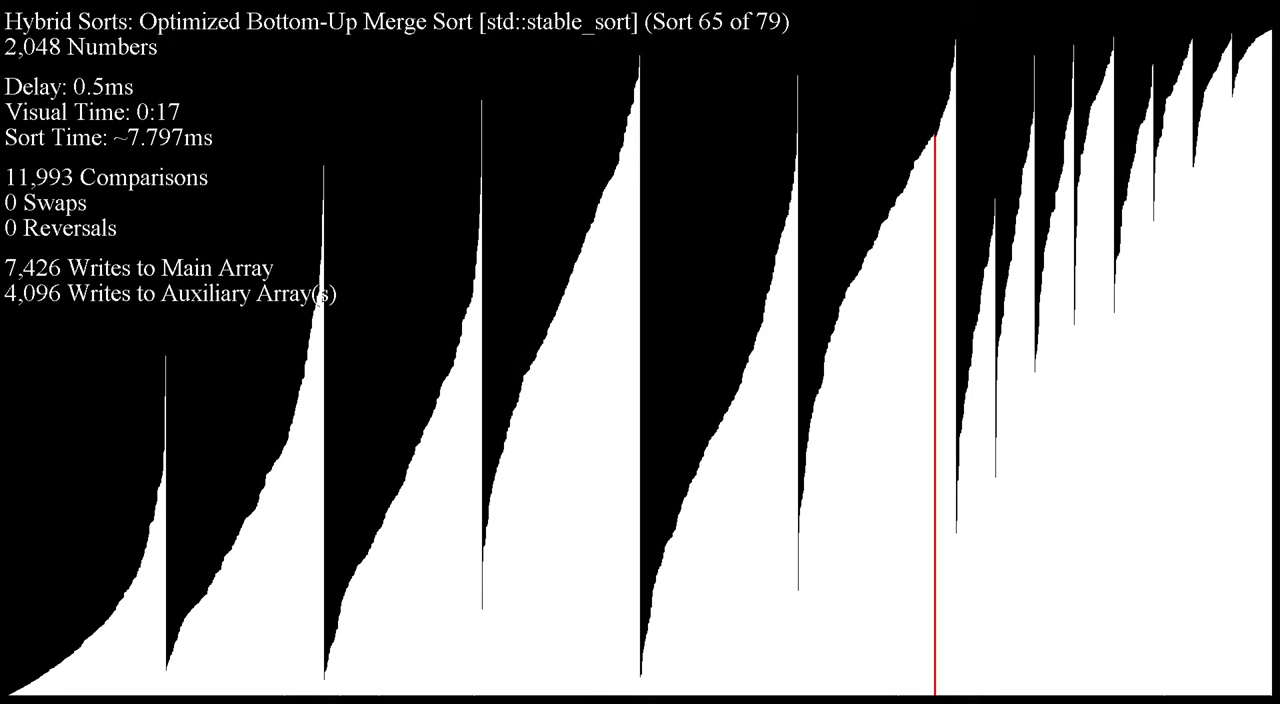 Hybrid Sorts: Optimized Bottom-Up Merge Sort [std::stable_sort] (Sort 65 of 79)
2,048 Numbers
Delay: 0.5ms
Visual Time: 0:17
Sort Time: ~7.797ms
11,993 Comparisons
0 Swaps
0 Reversals
7,426 Writes to Main Array
4,096 Writes to Auxiliary Array(s)